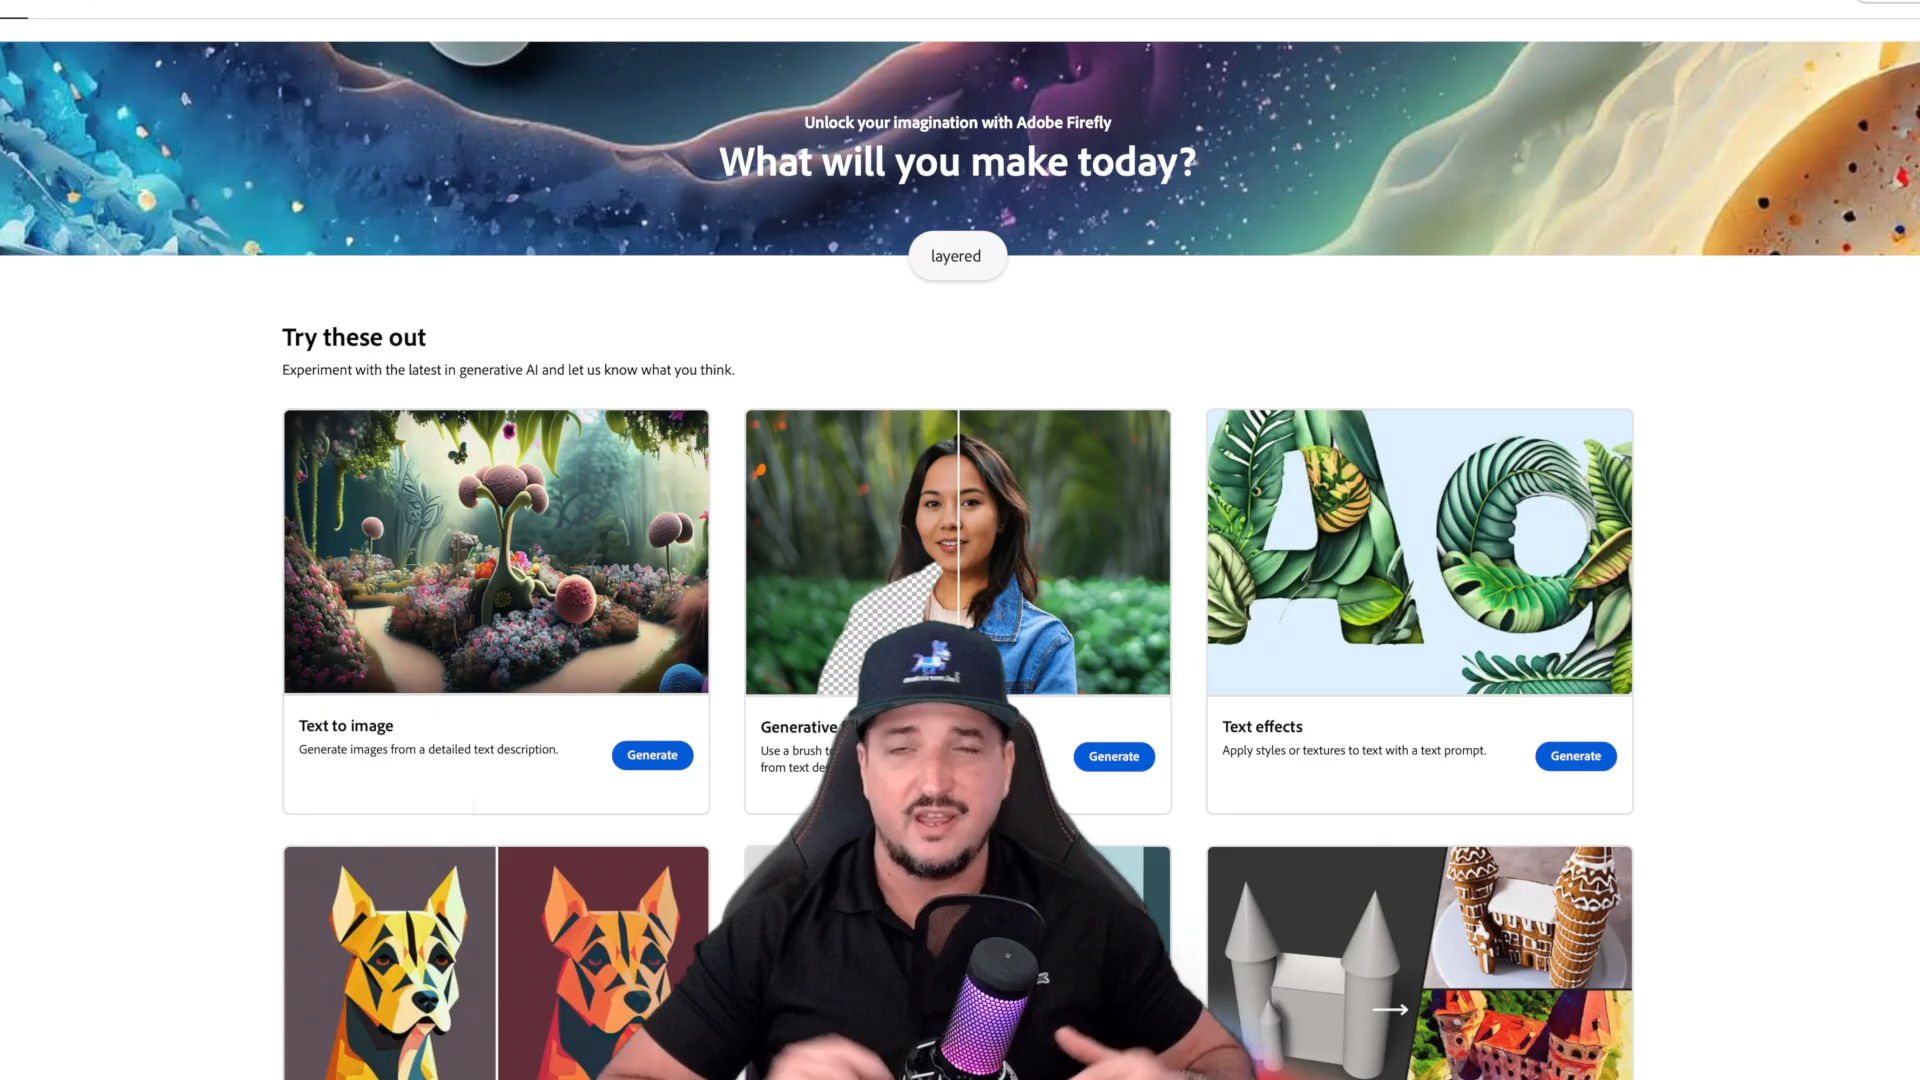 Unlock your imagination with Adobe Firefly
What will you make today?
layered
Try these out
Experiment with the latest in generative AI and let us know what you think.
Text to image
Generate images from a detailed text description.
Generate
Generative
Use a brush
from text
Generate
Text effects
Apply styles or textures to text with a text prompt.
Generate